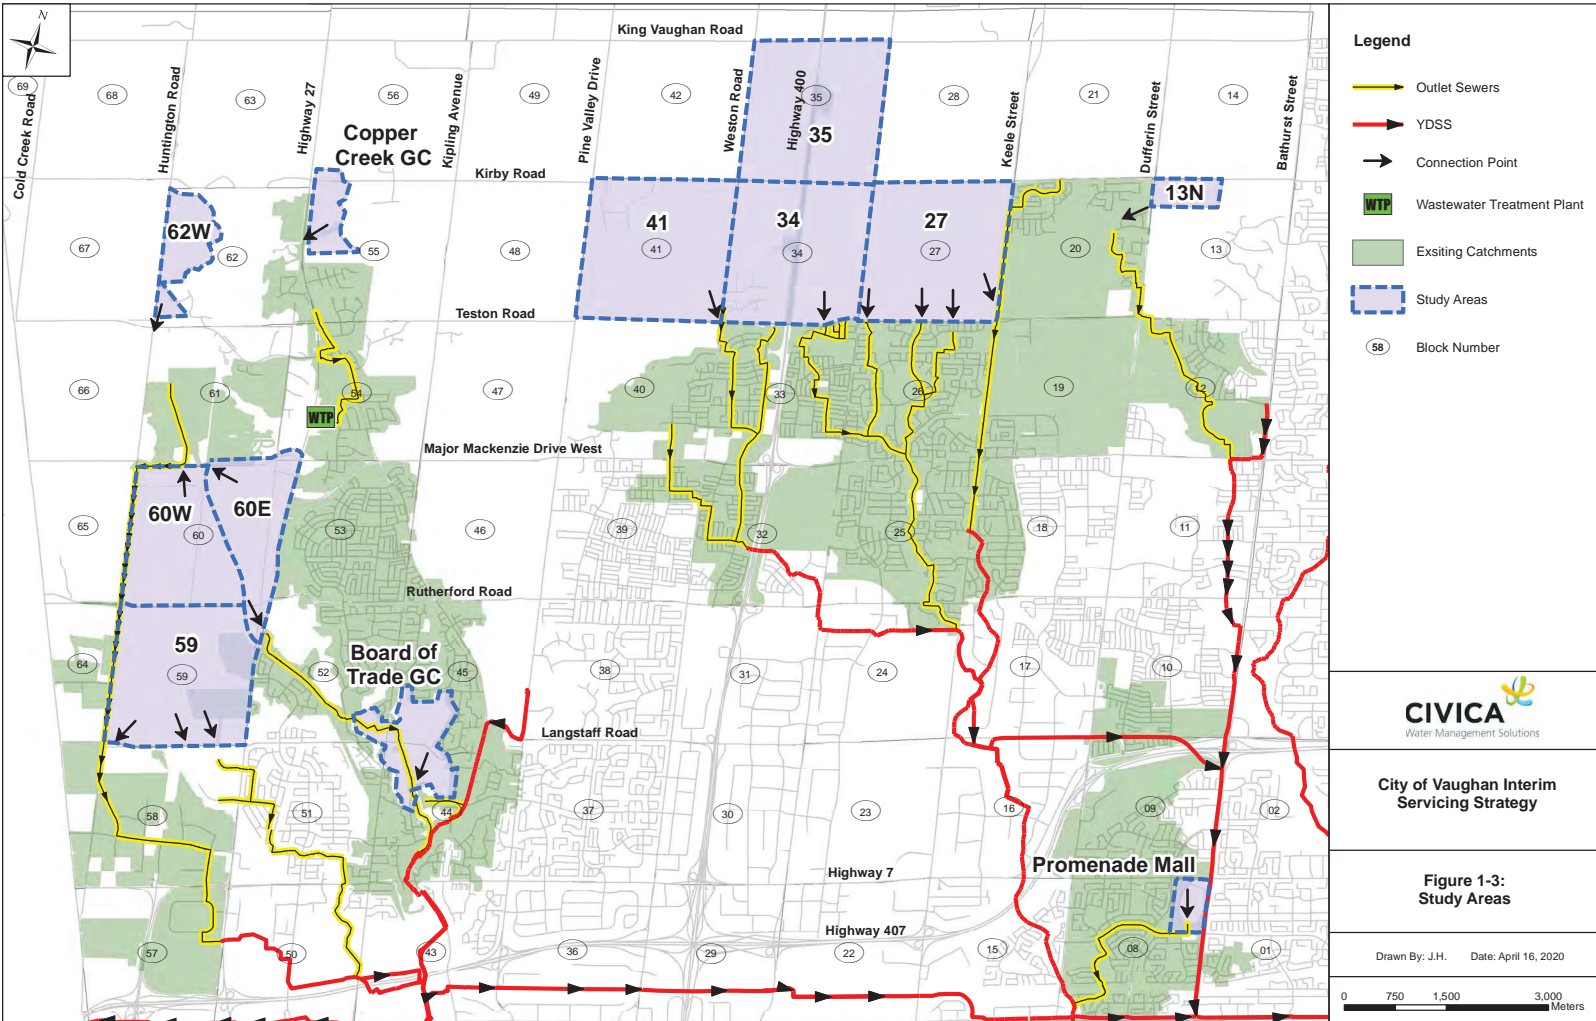 N
King Vaughan Road
69
68
63
56
49
42
35
28
21
14
Cold Creek Road
Huntington Road
Highway 27
Kipling Avenue
Pine Valley Drive
Weston Road
Highway 400
Keele Street
Dufferin Street
Bathurst Street
Copper
Creek GC
35
Kirby Road
13N
62W
41
34
27
67
62
55
48
41
34
27
20
13
Teston Road
66
61
54
47
40
33
26
19
12
WTP
Major Mackenzie Drive West
60W
60E
65
60
53
46
39
32
25
18
11
Rutherford Road
59
Board of
Trade GC
64
59
52
45
38
31
24
17
10
Langstaff Road
58
51
44
37
30
23
16
09
02
Highway 7
Promenade Mall
Highway 407
57
50
43
36
29
22
15
08
01
Legend
Outlet Sewers
YDSS
Connection Point
WTP
Wastewater Treatment Plant
Exsiting Catchments
Study Areas
58
Block Number
CIVICA
Water Management Solutions
City of Vaughan Interim
Servicing Strategy
Figure 1-3:
Study Areas
Drawn By: J.H. Date: April 16, 2020
0 750 1,500 3,000
Meters